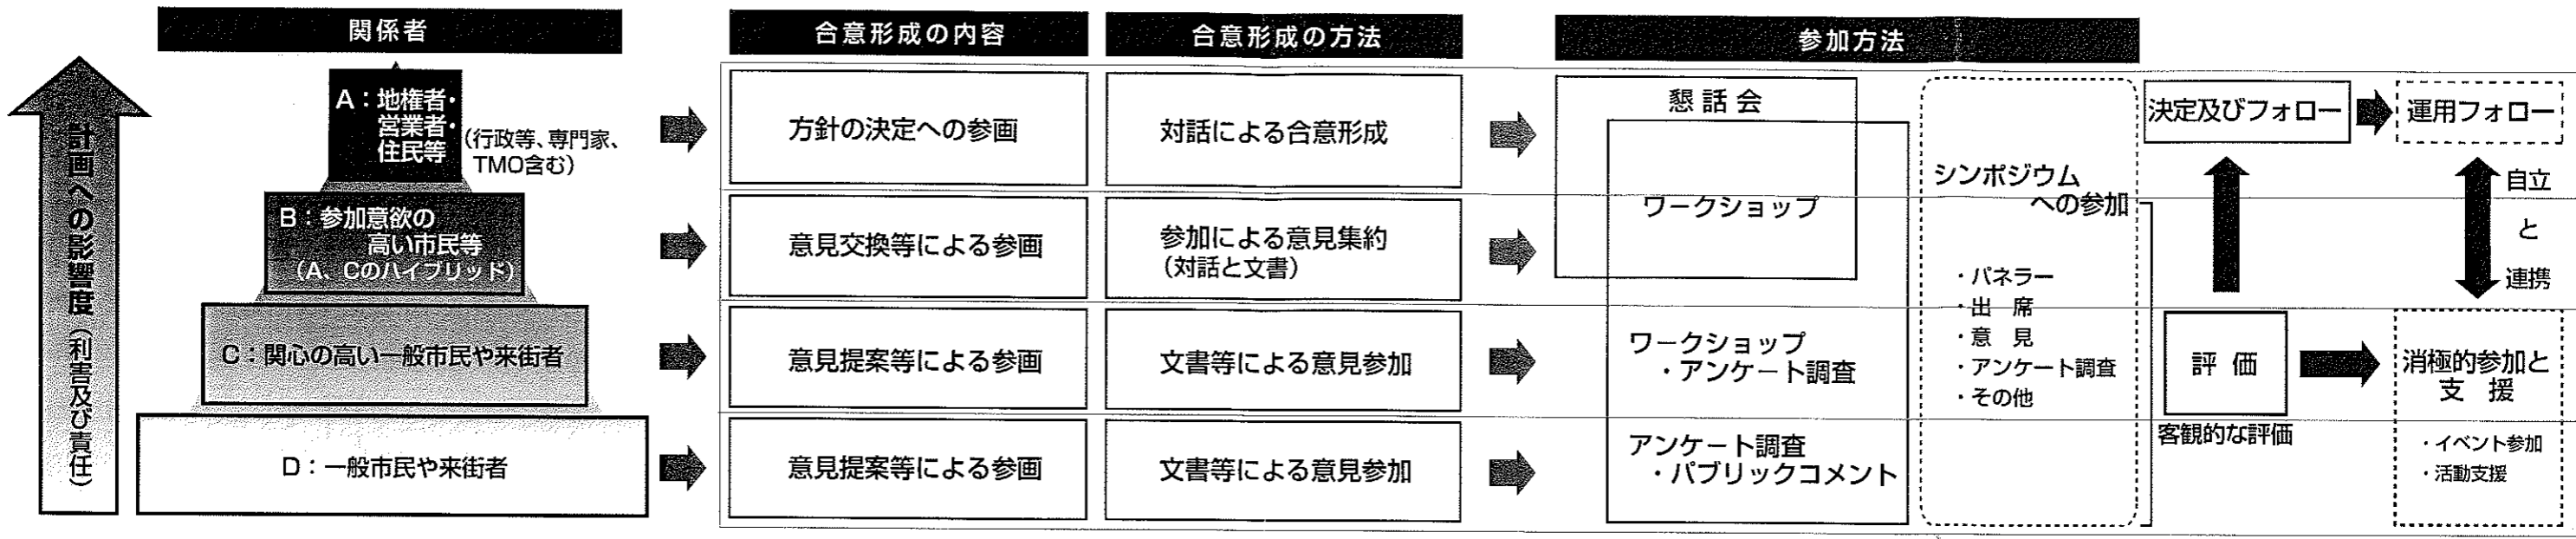 関係者
合意形成の内容
合意形成の方法
参加方法
計画への影響度（利害及び責任）
A：地権者・
営業者・
住民等
（行政等、専門家、
TMO含む）
方針の決定への参画
対話による合意形成
B：参加意欲の
高い市民等
（A、Cのハイブリッド）
意見交換等による参画
参加による意見集約
（対話と文書）
C：関心の高い一般市民や来街者
意見提案等による参画
文書等による意見参加
D：一般市民や来街者
意見提案等による参画
文書等による意見参加
懇話会
ワークショップ
ワークショップ
・アンケート調査
アンケート調査
・パブリックコメント
シンポジウム
への参加
・パネラー
・出　席
・意　見
・アンケート調査
・その他
決定及びフォロー
運用フォロー
自立
と
連携
評　価
客観的な評価
消極的参加と
支　援
・イベント参加
・活動支援